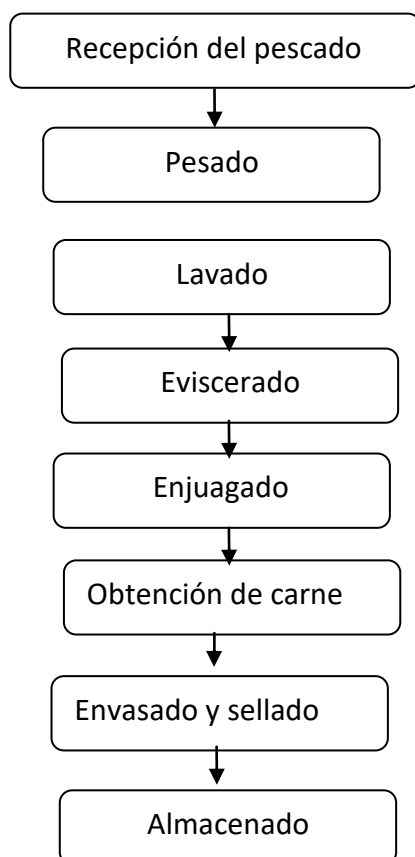 Recepción del pescado
Pesado
Lavado
Eviscerado
Enjuagado
Obtención de carne
Envasado y sellado
Almacenado